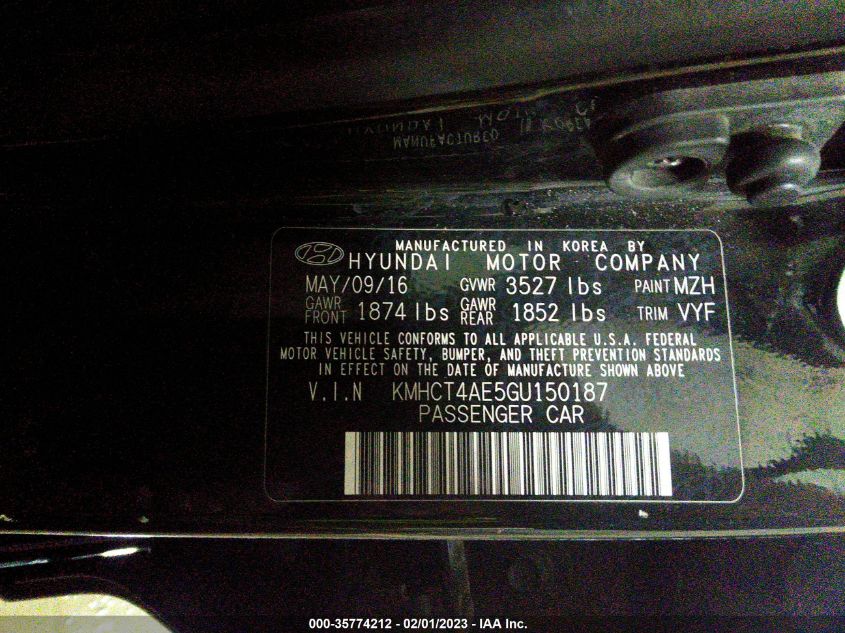 MANUFACTURED IN KOREA BY
HYUNDAI MOTOR COMPANY
MAY/09/16 GVWR 3527 lbs PAINT MZH
GAWR FRONT 1874 lbs GAWR REAR 1852 lbs TRIM VYF
THIS VEHICLE CONFORMS TO ALL APPLICABLE U.S.A. FEDERAL
MOTOR VEHICLE SAFETY, BUMPER, AND THEFT PREVENTION STANDARDS
IN EFFECT ON THE DATE OF MANUFACTURE SHOWN ABOVE
V.I.N KMHCT4AE5GU150187
PASSENGER CAR
000-35774212 - 02/01/2023 - IAA Inc.